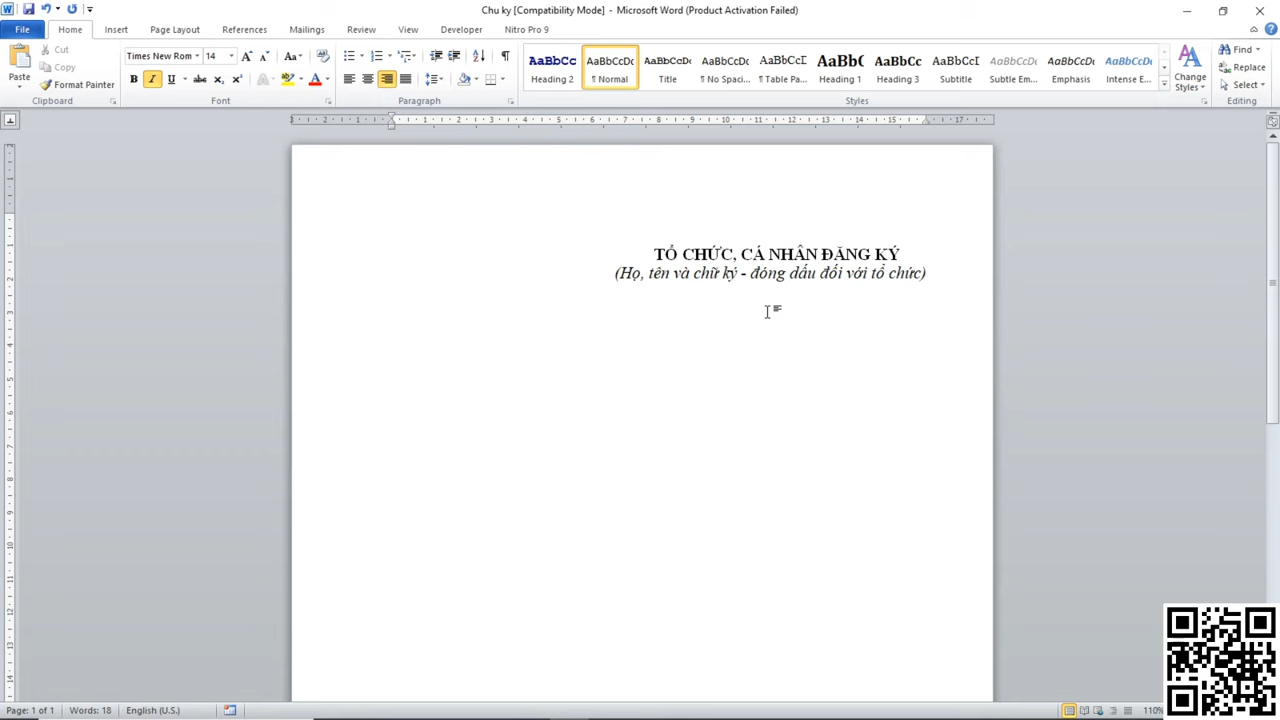 Chu ky [Compatibility Mode] - Microsoft Word (Product Activation Failed)
File Home Insert Page Layout References Mailings Review View Developer Nitro Pro 9
Paste Cut Copy Format Painter Clipboard
Times New Rom 14 Font
Paragraph
AaBbCc Heading 2
AaBbCcDc ¶ Normal
AaBbCcDc Title
AaBbCcDc ¶ No Spaci...
AaBbCcD ¶ Table Pa...
AaBbC Heading 1
AaBbCc Heading 3
AaBbCcD Subtitle
AaBbCcDc Subtle Em...
AaBbCcDc Emphasis
AaBbCcDc Intense E...
Change Styles
Styles
Find Replace Select Editing
TỔ CHỨC, CÁ NHÂN ĐĂNG KÝ
(Họ, tên và chữ ký - đóng dấu đối với tổ chức)
Page: 1 of 1 Words: 18 English (U.S.) 110%